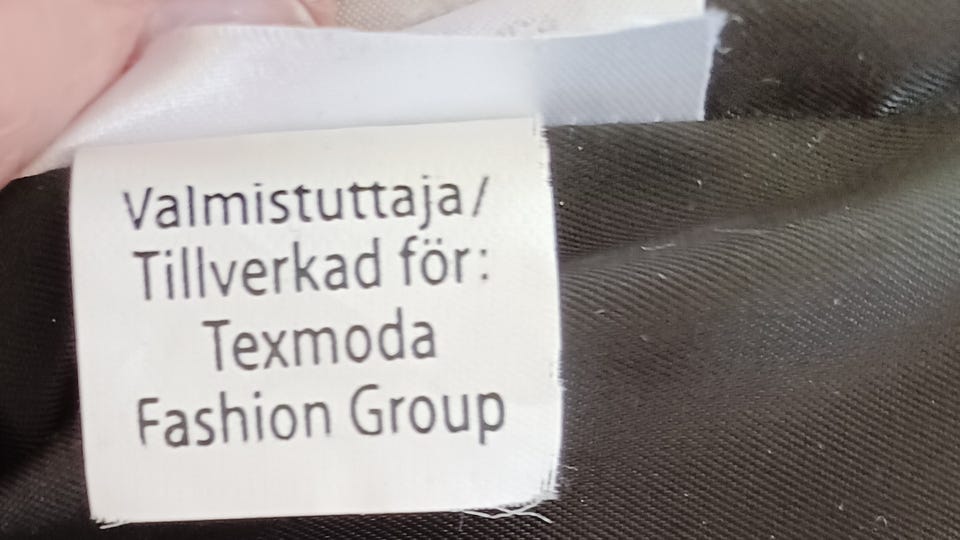 Valmistuttaja/
Tillverkad för:
Texmoda
Fashion Group